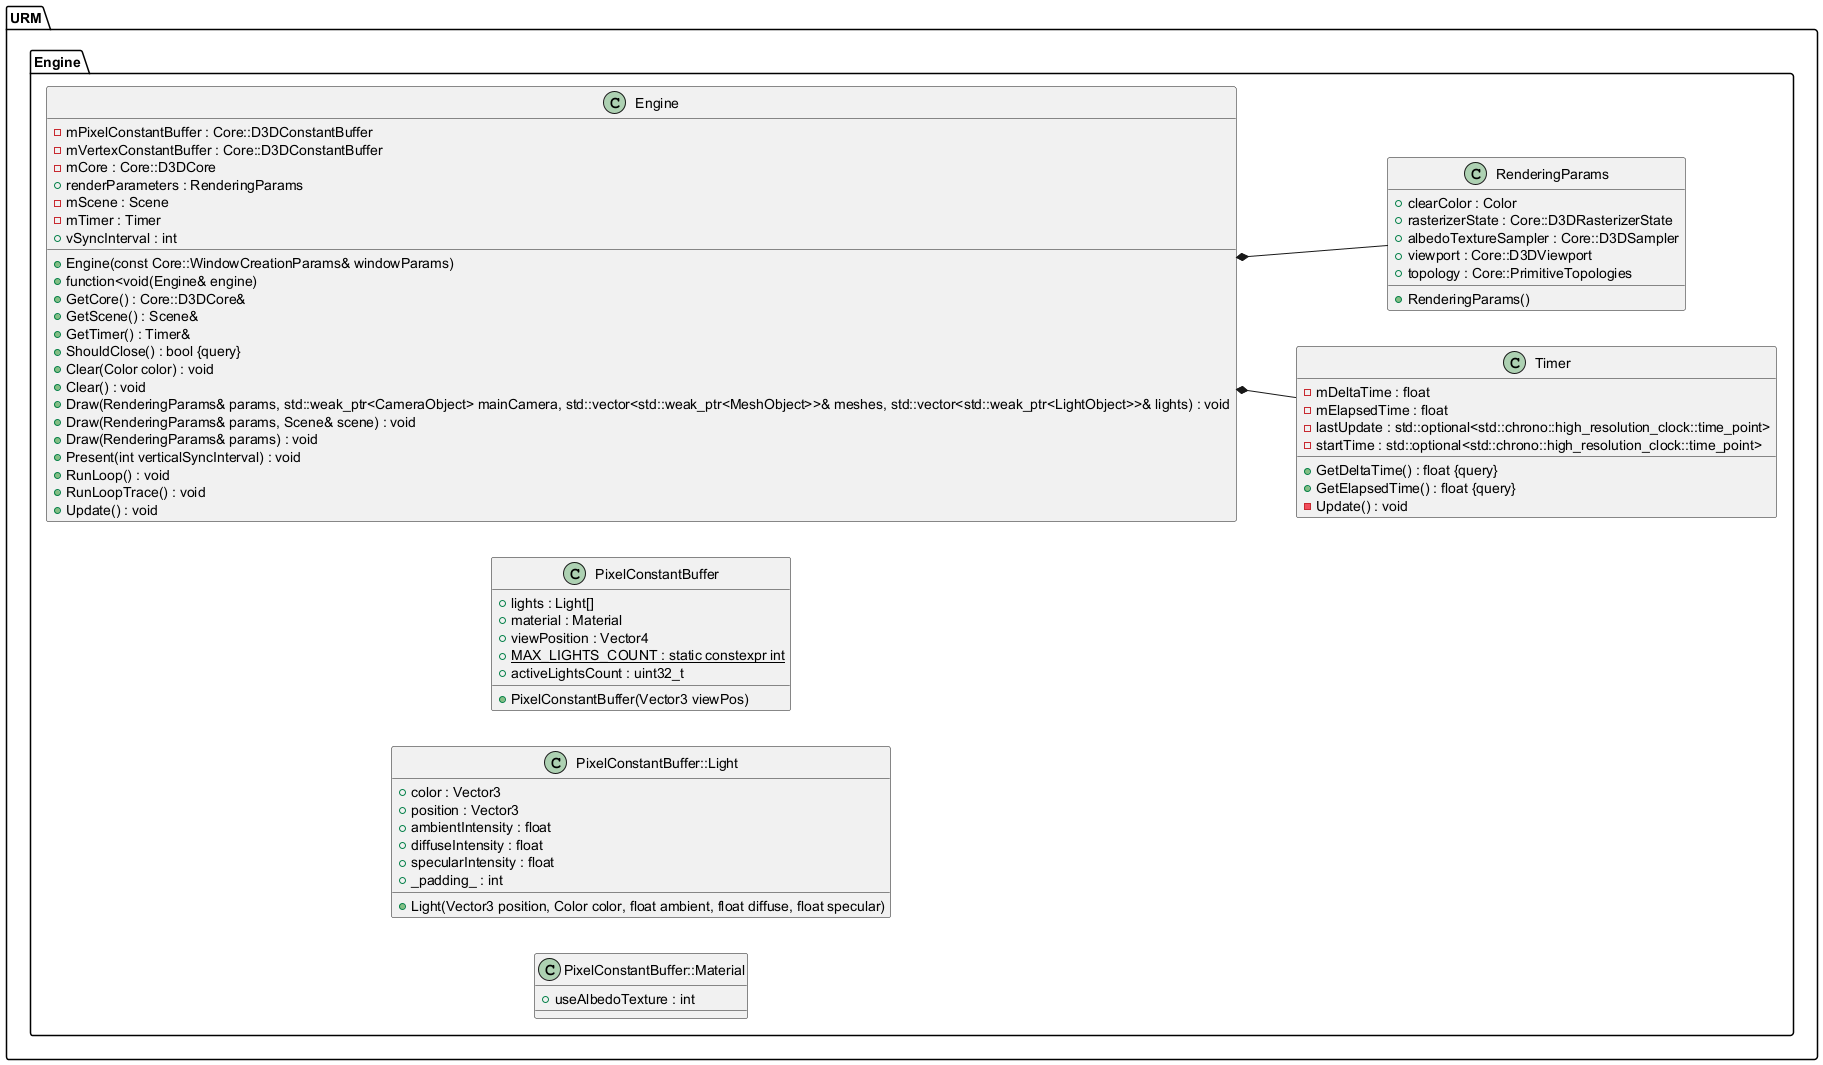 URM
Engine
C Engine
mPixelConstantBuffer : Core::D3DConstantBuffer
mVertexConstantBuffer : Core::D3DConstantBuffer
mCore : Core::D3DCore
renderParameters : RenderingParams
mScene : Scene
mTimer : Timer
vSyncInterval : int
Engine(const Core::WindowCreationParams& windowParams)
function<void(Engine& engine)
GetCore() : Core::D3DCore&
GetScene() : Scene&
GetTimer() : Timer&
ShouldClose() : bool {query}
Clear(Color color) : void
Clear() : void
Draw(RenderingParams& params, std::weak_ptr<CameraObject> mainCamera, std::vector<std::weak_ptr<MeshObject>>& meshes, std::vector<std::weak_ptr<LightObject>>& lights) : void
Draw(RenderingParams& params, Scene& scene) : void
Draw(RenderingParams& params) : void
Present(int verticalSyncInterval) : void
RunLoop() : void
RunLoopTrace() : void
Update() : void
C RenderingParams
clearColor : Color
rasterizerState : Core::D3DRasterizerState
albedoTextureSampler : Core::D3DSampler
viewport : Core::D3DViewport
topology : Core::PrimitiveTopologies
RenderingParams()
C Timer
mDeltaTime : float
mElapsedTime : float
lastUpdate : std::optional<std::chrono::high_resolution_clock::time_point>
startTime : std::optional<std::chrono::high_resolution_clock::time_point>
GetDeltaTime() : float {query}
GetElapsedTime() : float {query}
Update() : void
C PixelConstantBuffer
lights : Light[]
material : Material
viewPosition : Vector4
MAX_LIGHTS_COUNT : static constexpr int
activeLightsCount : uint32_t
PixelConstantBuffer(Vector3 viewPos)
C PixelConstantBuffer::Light
color : Vector3
position : Vector3
ambientIntensity : float
diffuseIntensity : float
specularIntensity : float
_padding_ : int
Light(Vector3 position, Color color, float ambient, float diffuse, float specular)
C PixelConstantBuffer::Material
useAlbedoTexture : int